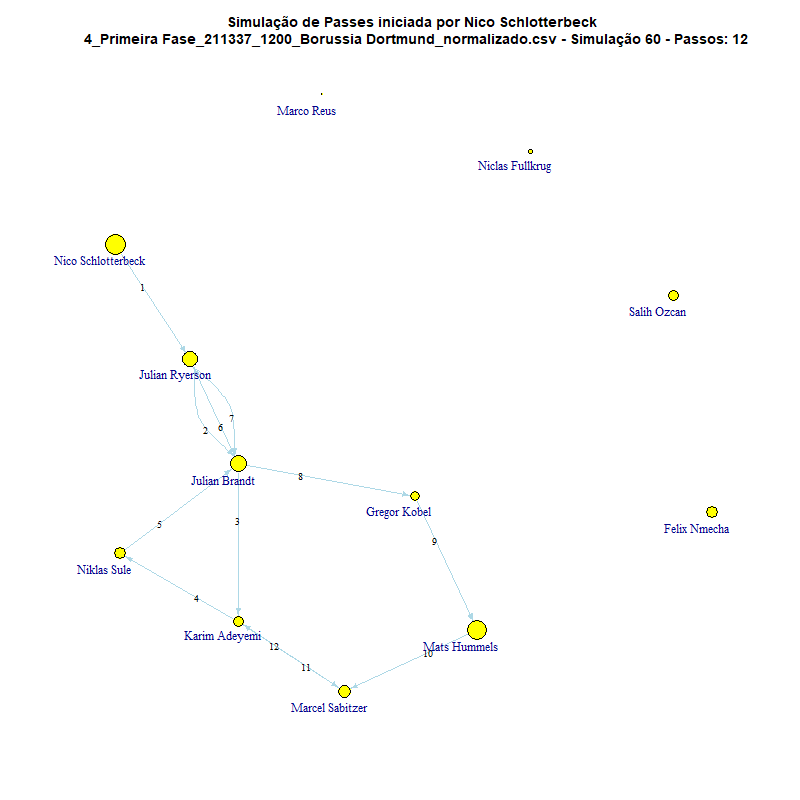 Simulação de Passes iniciada por Nico Schlotterbeck
4_Primeira Fase_211337_1200_Borussia Dortmund_normalizado.csv - Simulação 60 - Passos: 12
Marco Reus
Niclas Fullkrug
Nico Schlotterbeck
1
Salih Ozcan
Julian Ryerson
7
6
2
Julian Brandt
8
Gregor Kobel
3
5
Felix Nmecha
9
Niklas Sule
4
Karim Adeyemi
12
Mats Hummels
10
11
Marcel Sabitzer